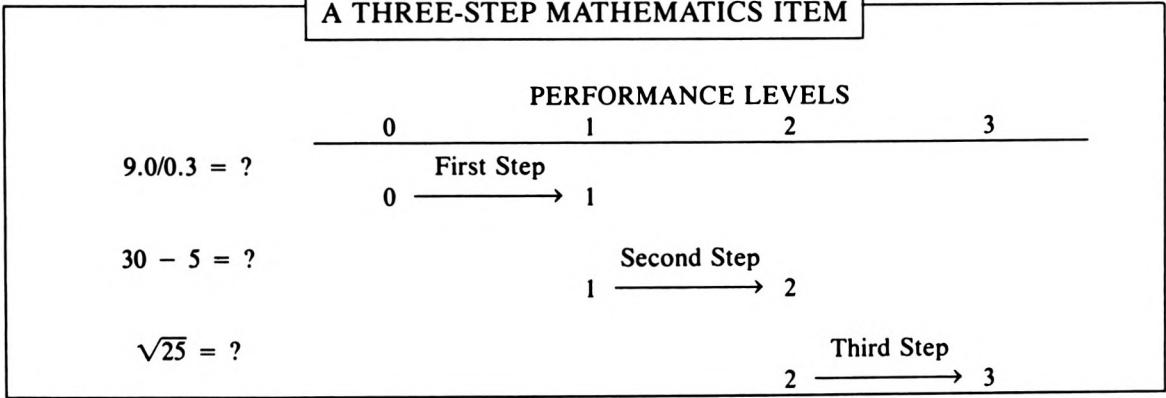 A THREE-STEP MATHEMATICS ITEM
PERFORMANCE LEVELS
0 1 2 3
9.0/0.3 = ? First Step
0 → 1
30 − 5 = ? Second Step
1 → 2
√25 = ? Third Step
2 → 3